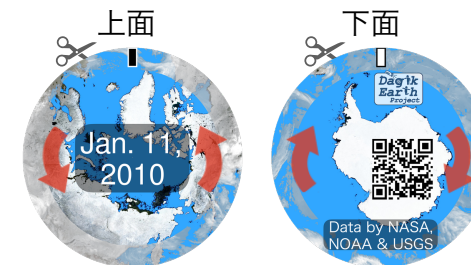 上面
下面
Jan. 11,
2010
Dagik
Earth
Project
Data by NASA,
NOAA & USGS